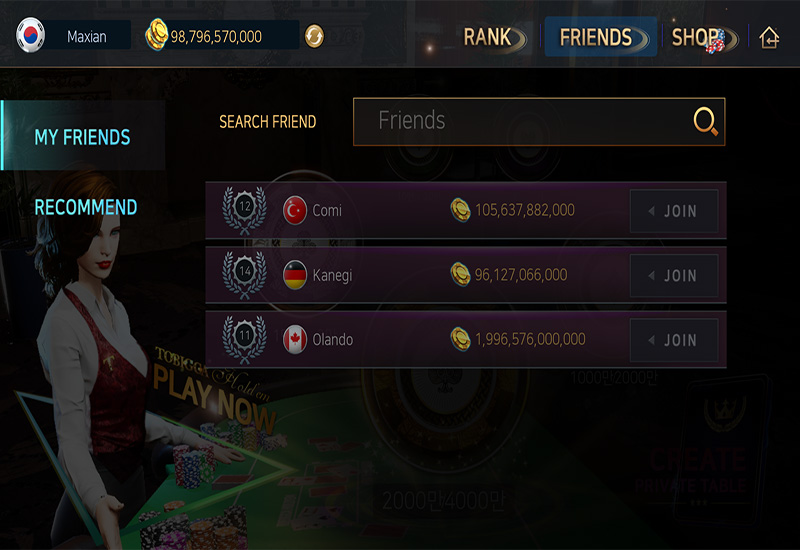 Maxian
98,796,570,000
RANK
FRIENDS
SHOP
MY FRIENDS
RECOMMEND
SEARCH FRIEND
Friends
12
Comi
105,637,882,000
JOIN
14
Kanegi
96,127,066,000
JOIN
11
Olando
1,996,576,000,000
JOIN
TOBIGCA Hold'em
PLAY NOW
1000만2000만
2000만4000만
CREATE
PRIVATE TABLE